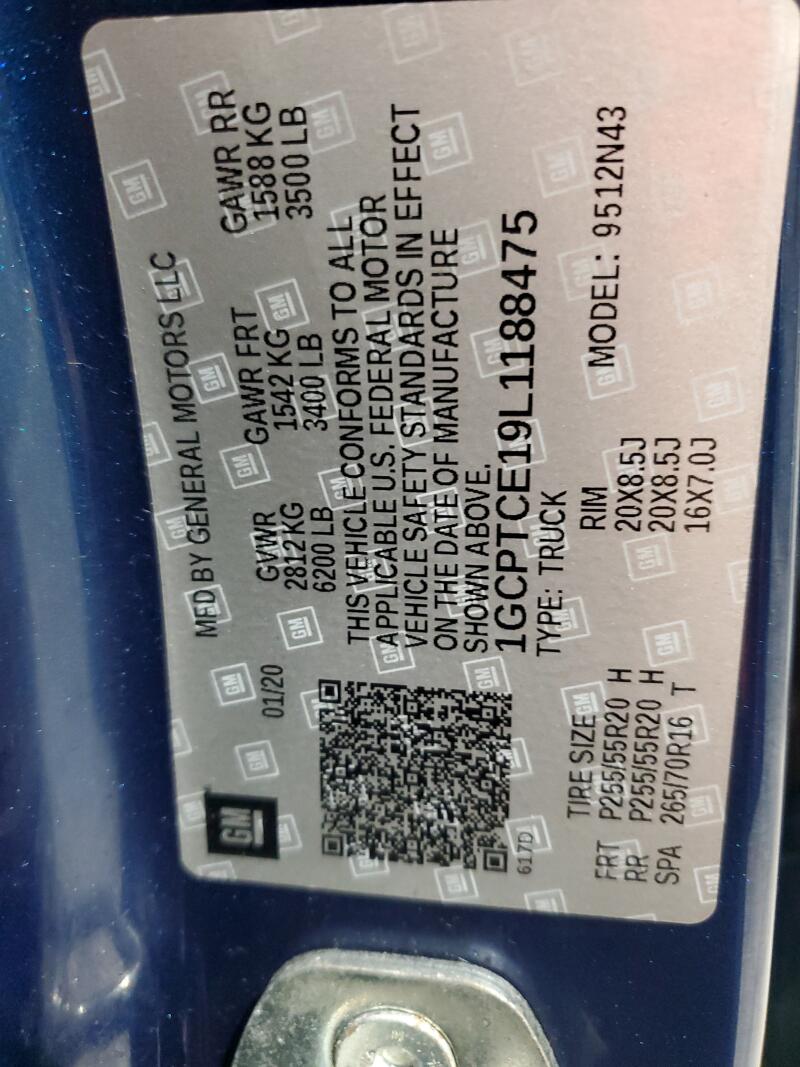 GM
MFD BY GENERAL MOTORS LLC
01/20
GVWR GAWR FRT GAWR RR
2812 KG 1542 KG 1588 KG
6200 LB 3400 LB 3500 LB
THIS VEHICLE CONFORMS TO ALL
APPLICABLE U.S. FEDERAL MOTOR
VEHICLE SAFETY STANDARDS IN EFFECT
ON THE DATE OF MANUFACTURE
SHOWN ABOVE.
1GCPTCE19L1188475
617D
TYPE: TRUCK MODEL: 9512N43
TIRE SIZE RIM
FRT P255/55R20 H 20X8.5J
RR P255/55R20 H 20X8.5J
SPA 265/70R16 T 16X7.0J